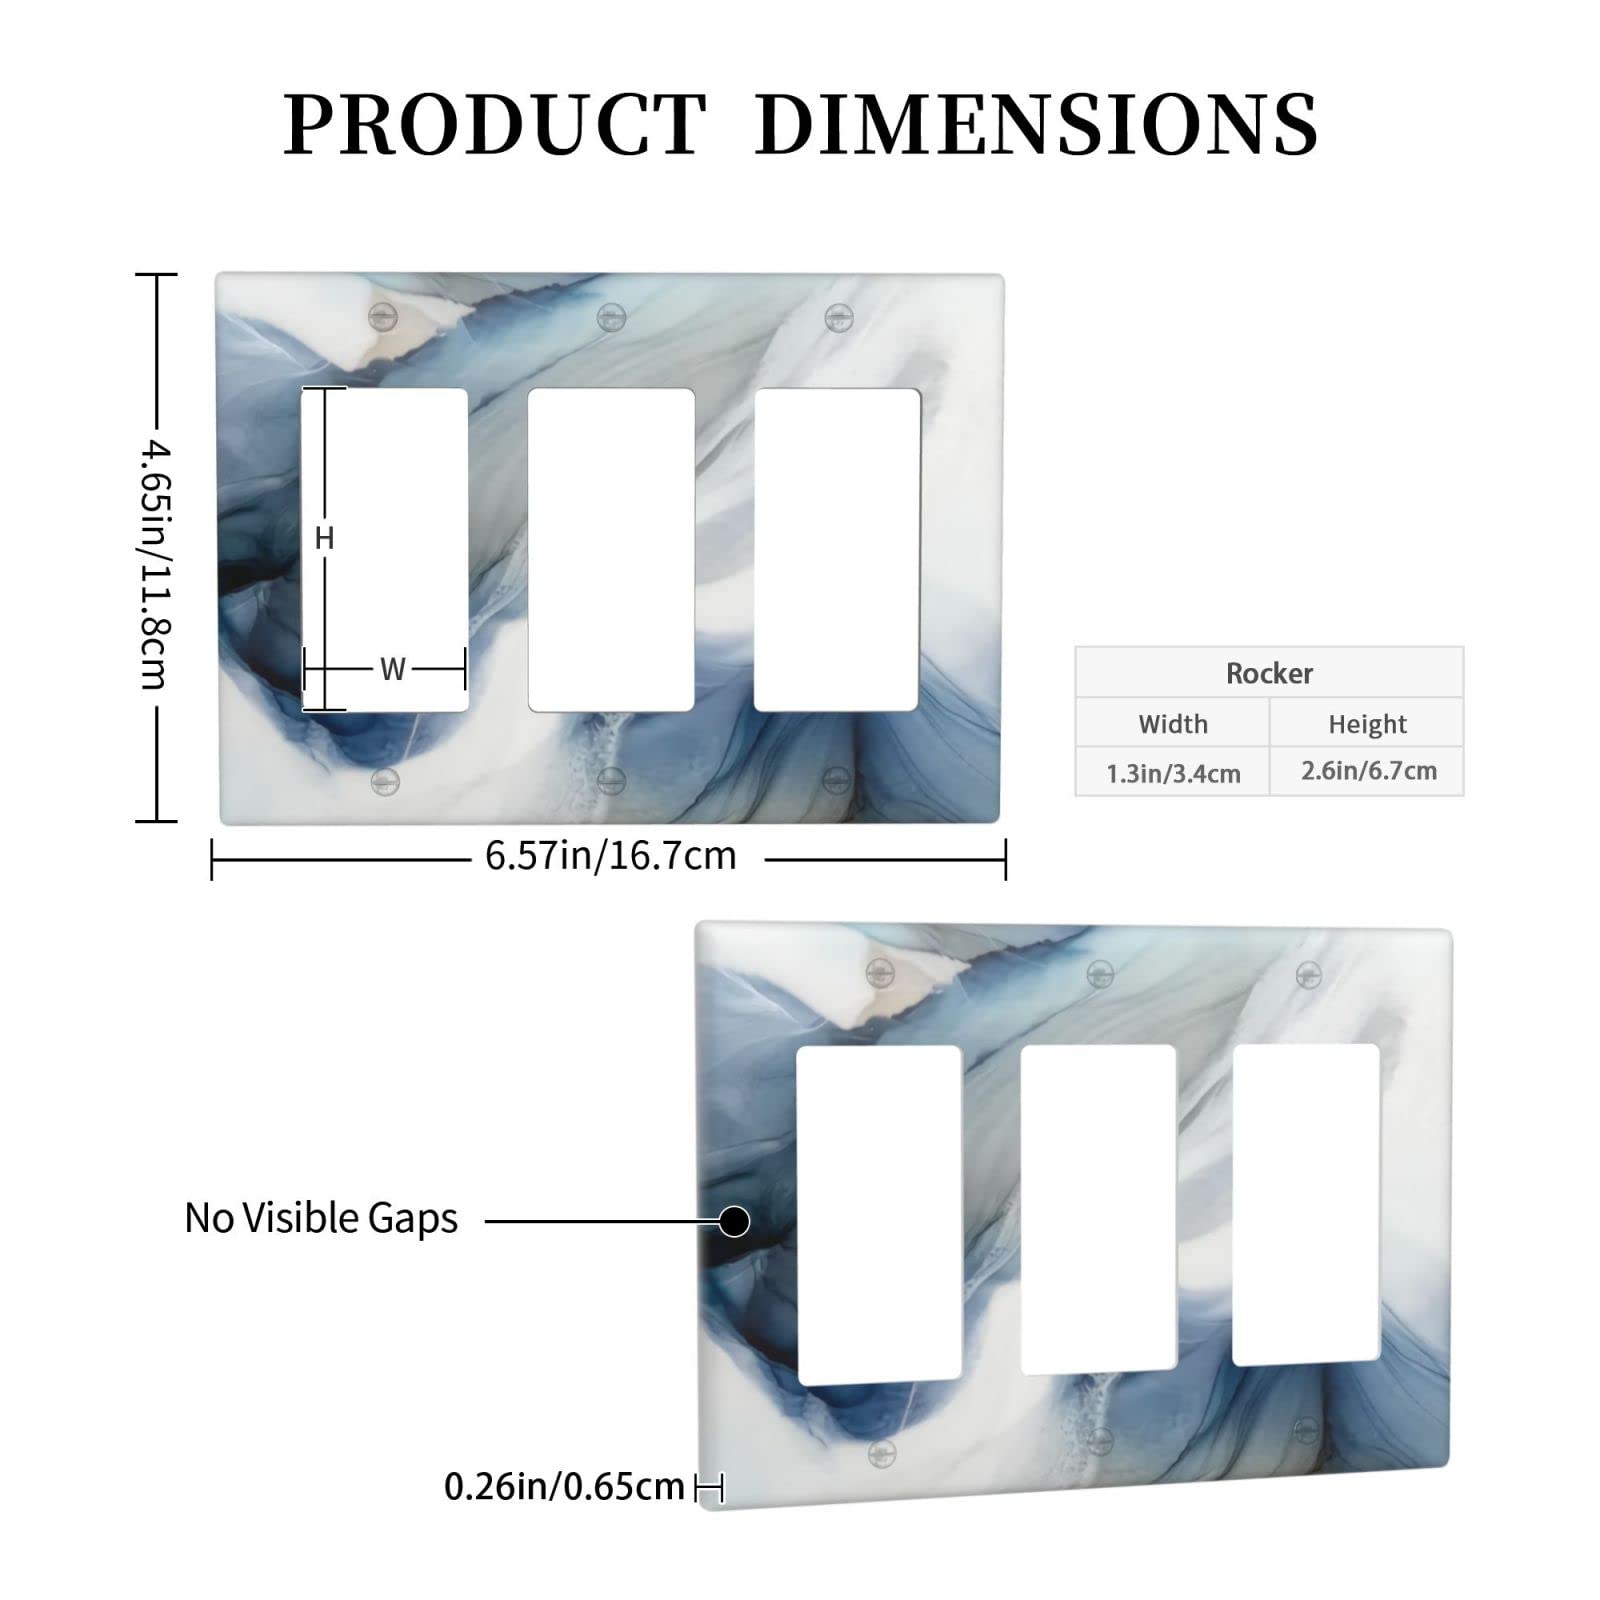 PRODUCT DIMENSIONS
4.65in/11.8cm
H
W
6.57in/16.7cm
Rocker
Width Height
1.3in/3.4cm 2.6in/6.7cm
No Visible Gaps
0.26in/0.65cm